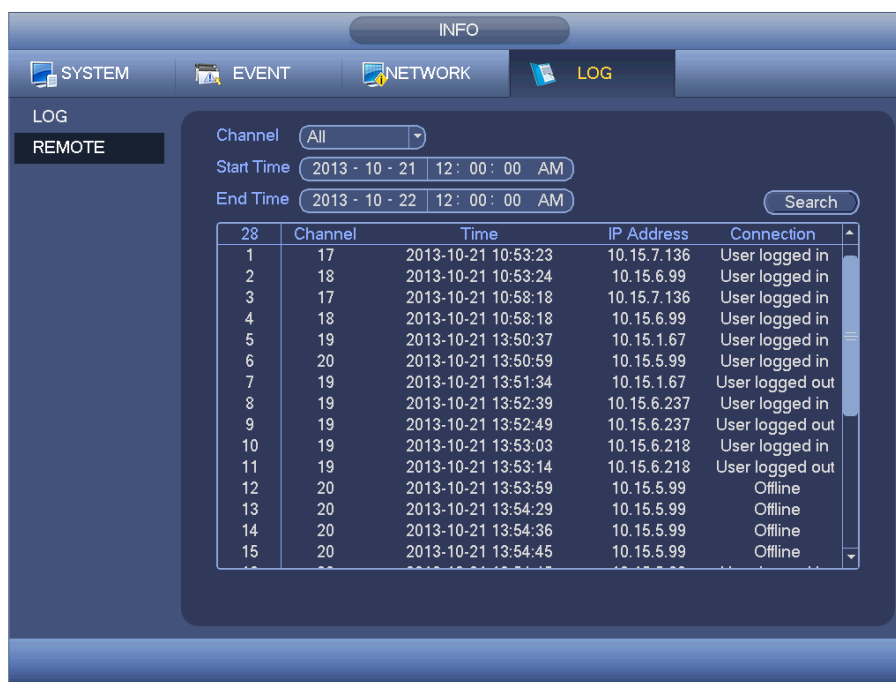 INFO
SYSTEM EVENT NETWORK LOG
LOG
REMOTE
Channel All
Start Time 2013 - 10 - 21 12 : 00 : 00 AM
End Time 2013 - 10 - 22 12 : 00 : 00 AM
Search
28 Channel Time IP Address Connection
1 17 2013-10-21 10:53:23 10.15.7.136 User logged in
2 18 2013-10-21 10:53:24 10.15.6.99 User logged in
3 17 2013-10-21 10:58:18 10.15.7.136 User logged in
4 18 2013-10-21 10:58:18 10.15.6.99 User logged in
5 19 2013-10-21 13:50:37 10.15.1.67 User logged in
6 20 2013-10-21 13:50:59 10.15.5.99 User logged in
7 19 2013-10-21 13:51:34 10.15.1.67 User logged out
8 19 2013-10-21 13:52:39 10.15.6.237 User logged in
9 19 2013-10-21 13:52:49 10.15.6.237 User logged out
10 19 2013-10-21 13:53:03 10.15.6.218 User logged in
11 19 2013-10-21 13:53:14 10.15.6.218 User logged out
12 20 2013-10-21 13:53:59 10.15.5.99 Offline
13 20 2013-10-21 13:54:29 10.15.5.99 Offline
14 20 2013-10-21 13:54:36 10.15.5.99 Offline
15 20 2013-10-21 13:54:45 10.15.5.99 Offline